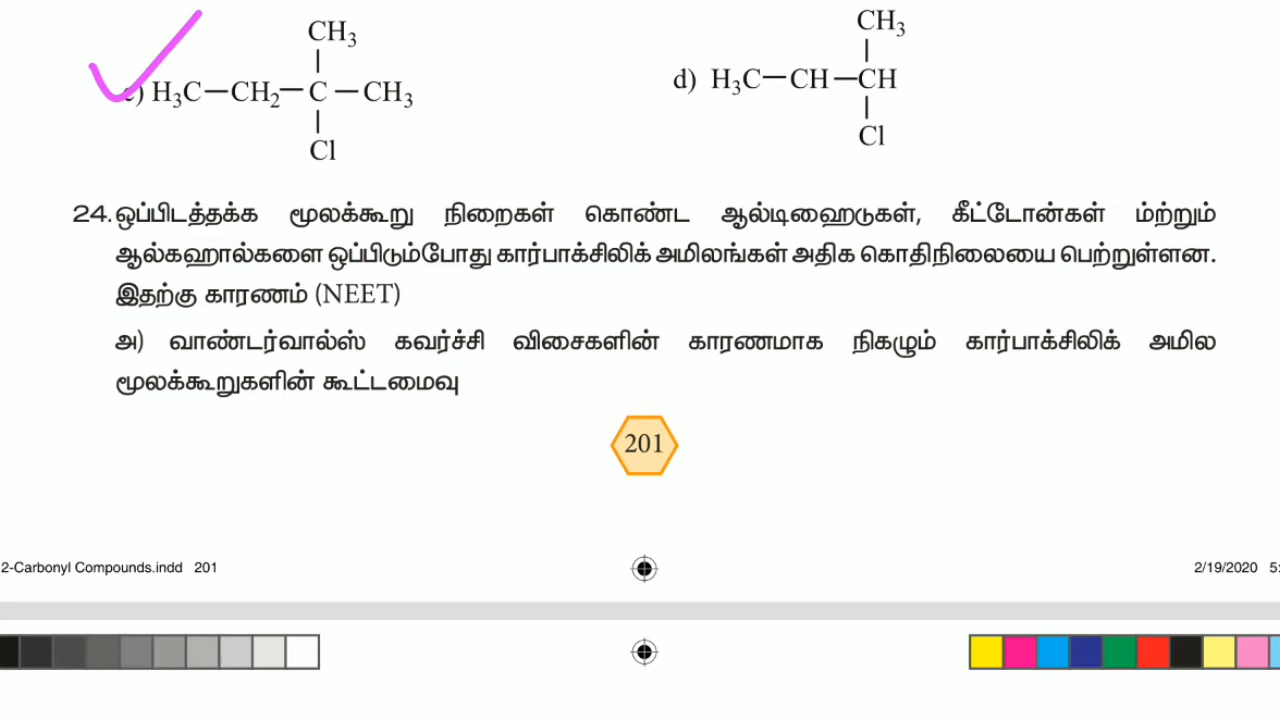 CH₃
CH₃
c) H₃C—CH₂—C—CH₃
d) H₃C—CH—CH
Cl
Cl
24. ஒப்பிடத்தக்க மூலக்கூறு நிறைகள் கொண்ட ஆல்டிஹைடுகள், கீட்டோன்கள் ம்ற்றும்
ஆல்கஹால்களை ஒப்பிடும்போது கார்பாக்சிலிக் அமிலங்கள் அதிக கொதிநிலையை பெற்றுள்ளன.
இதற்கு காரணம் (NEET)
அ) வாண்டர்வால்ஸ் கவர்ச்சி விசைகளின் காரணமாக நிகழும் கார்பாக்சிலிக் அமில
மூலக்கூறுகளின் கூட்டமைவு
201
2-Carbonyl Compounds.indd 201
2/19/2020 5: